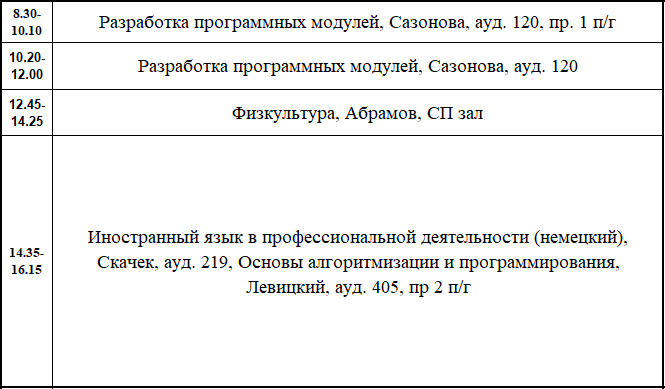 8.30-
10.10
Разработка программных модулей, Сазонова, ауд. 120, пр. 1 п/г
10.20-
12.00
Разработка программных модулей, Сазонова, ауд. 120
12.45-
14.25
Физкультура, Абрамов, СП зал
14.35-
16.15
Иностранный язык в профессиональной деятельности (немецкий),
Скачек, ауд. 219, Основы алгоритмизации и программирования,
Левицкий, ауд. 405, пр 2 п/г